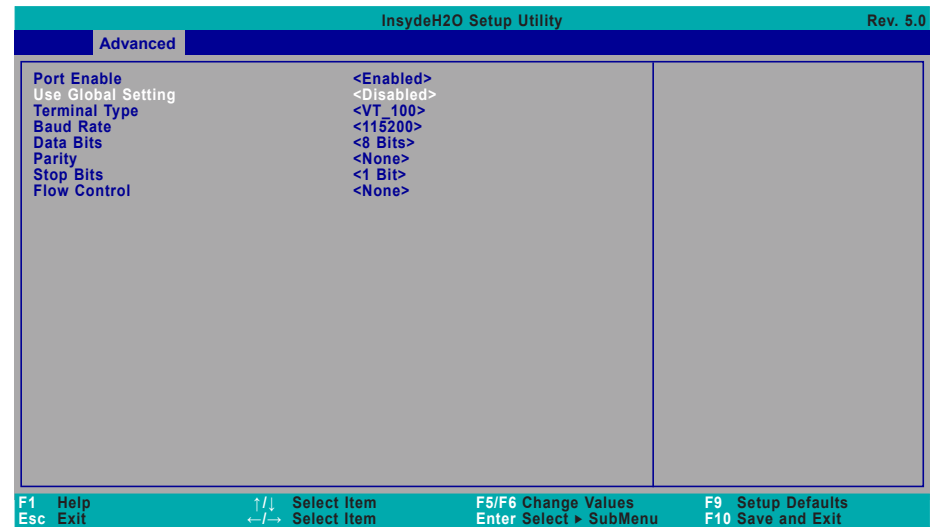 InsydeH2O Setup Utility Rev. 5.0
Advanced
Port Enable <Enabled>
Use Global Setting <Disabled>
Terminal Type <VT_100>
Baud Rate <115200>
Data Bits <8 Bits>
Parity <None>
Stop Bits <1 Bit>
Flow Control <None>
F1 Help ↑/↓ Select Item F5/F6 Change Values F9 Setup Defaults
Esc Exit ←/→ Select Item Enter Select ▶ SubMenu F10 Save and Exit